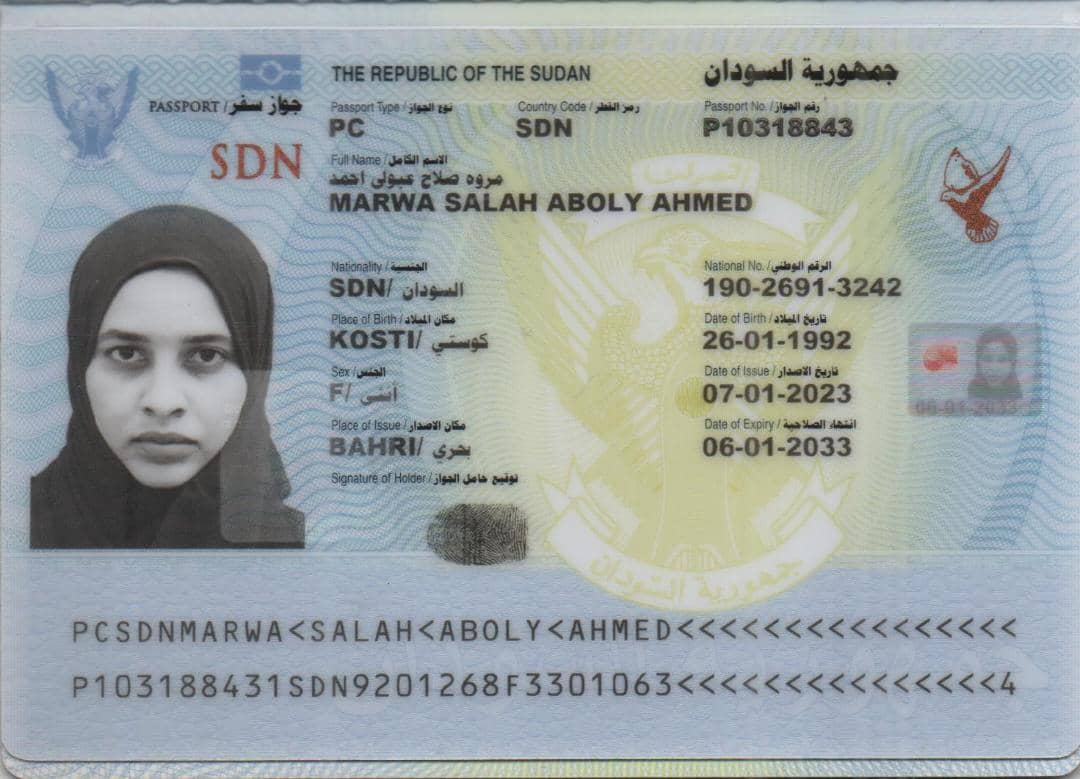 THE REPUBLIC OF THE SUDAN جمهورية السودان
PASSPORT / جواز سفر
Passport Type / نوع الجواز Country Code / رمز القطر Passport No. / رقم الجواز
PC SDN P10318843
SDN
Full Name / الاسم الكامل
مروه صلاح عبولى احمد
MARWA SALAH ABOLY AHMED
Nationality / الجنسية National No. / الرقم الوطني
SDN/ السودان 190-2691-3242
Place of Birth / مكان الميلاد Date of Birth / تاريخ الميلاد
KOSTI/ كوستي 26-01-1992
Sex / الجنس Date of Issue / تاريخ الاصدار
F/ أنثى 07-01-2023
Place of Issue / مكان الاصدار Date of Expiry / انتهاء الصلاحية
BAHRI/ بحري 06-01-2033
06-01-2033
Signature of Holder / توقيع حامل الجواز
النصر لنا
جمهورية السودان
PCSDNMARWA<SALAH<ABOLY<AHMED<<<<<<<<<<<<<<<<
P103188431SDN9201268F3301063<<<<<<<<<<<<<<<4